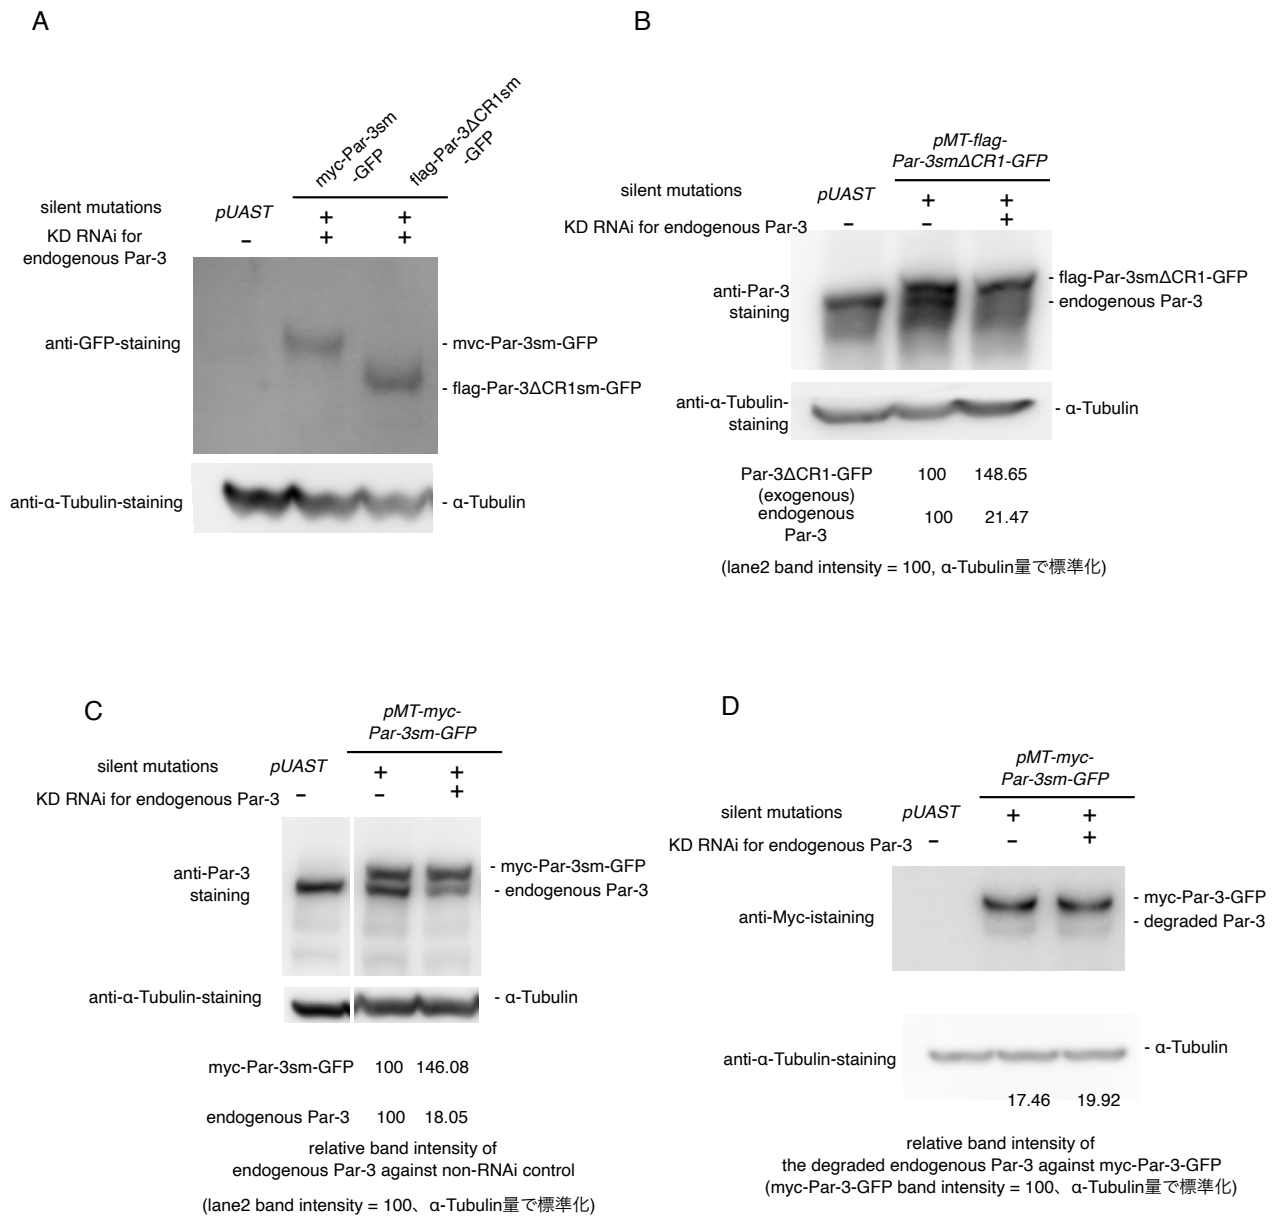 A
myc-Par-3sm
-GFP
flag-Par-3ΔCR1sm
-GFP
silent mutations
pUAST
+
+
KD RNAi for
endogenous Par-3
–
+
+
anti-GFP-staining
- mvc-Par-3sm-GFP
- flag-Par-3ΔCR1sm-GFP
anti-α-Tubulin-staining
- α-Tubulin
B
pMT-flag-
Par-3smΔCR1-GFP
silent mutations
pUAST
+
+
KD RNAi for endogenous Par-3
–
–
+
anti-Par-3
staining
- flag-Par-3smΔCR1-GFP
- endogenous Par-3
anti-α-Tubulin-
staining
- α-Tubulin
Par-3ΔCR1-GFP
(exogenous)
100
148.65
endogenous
Par-3
100
21.47
(lane2 band intensity = 100, α-Tubulin量で標準化)
C
pMT-myc-
Par-3sm-GFP
silent mutations
pUAST
+
+
KD RNAi for endogenous Par-3
–
–
+
anti-Par-3
staining
- myc-Par-3sm-GFP
- endogenous Par-3
anti-α-Tubulin-staining
- α-Tubulin
myc-Par-3sm-GFP 100 146.08
endogenous Par-3 100 18.05
relative band intensity of
endogenous Par-3 against non-RNAi control
(lane2 band intensity = 100、α-Tubulin量で標準化)
D
pMT-myc-
Par-3sm-GFP
silent mutations
pUAST
+
+
KD RNAi for endogenous Par-3
–
–
+
anti-Myc-istaining
- myc-Par-3-GFP
- degraded Par-3
anti-α-Tubulin-staining
- α-Tubulin
17.46 19.92
relative band intensity of
the degraded endogenous Par-3 against myc-Par-3-GFP
(myc-Par-3-GFP band intensity = 100、α-Tubulin量で標準化)